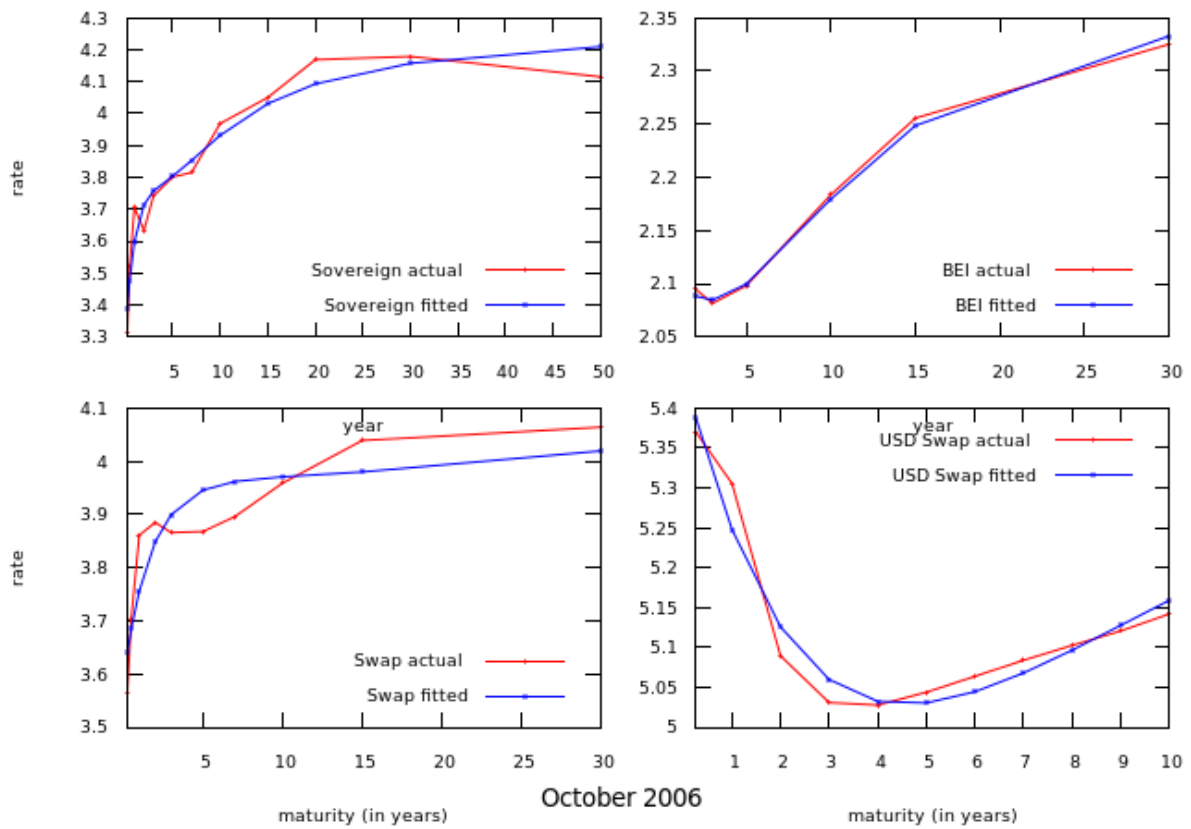 4.3
4.2
4.1
4
3.9
3.8
3.7
3.6
3.5
3.4
3.3
rate
Sovereign actual
Sovereign fitted
5 10 15 20 25 30 35 40 45 50
year
2.35
2.3
2.25
2.2
2.15
2.1
2.05
BEI actual
BEI fitted
5 10 15 20 25 30
year
4.1
4
3.9
3.8
3.7
3.6
3.5
rate
Swap actual
Swap fitted
5 10 15 20 25 30
maturity (in years)
5.4
5.35
5.3
5.25
5.2
5.15
5.1
5.05
5
USD Swap actual
USD Swap fitted
1 2 3 4 5 6 7 8 9 10
maturity (in years)
October 2006